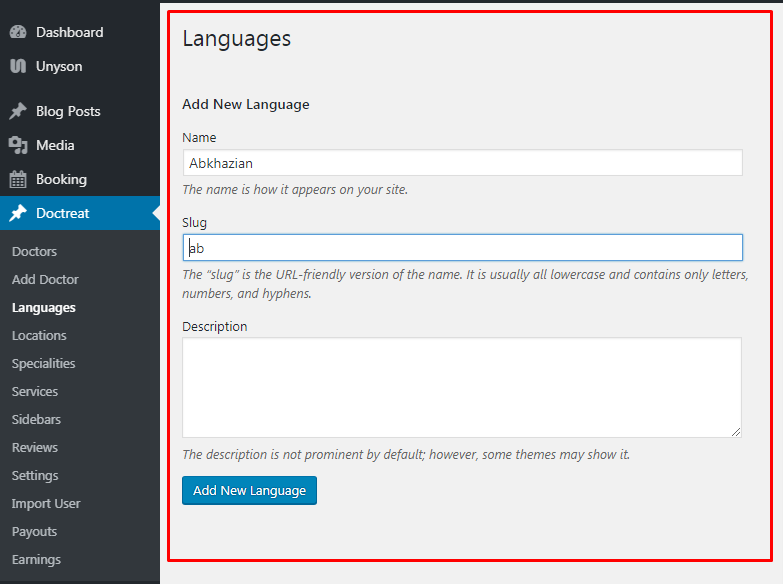 Dashboard
Unyson
Blog Posts
Media
Booking
Doctreat
Doctors
Add Doctor
Languages
Locations
Specialities
Services
Sidebars
Reviews
Settings
Import User
Payouts
Earnings
Languages
Add New Language
Name
Abkhazian
The name is how it appears on your site.
Slug
ab
The "slug" is the URL-friendly version of the name. It is usually all lowercase and contains only letters,
numbers, and hyphens.
Description
The description is not prominent by default; however, some themes may show it.
Add New Language